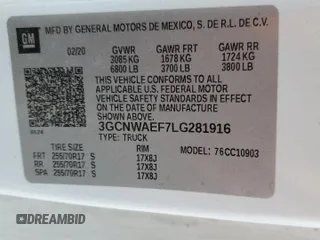 GM
MFD BY GENERAL MOTORS DE MEXICO, S. DE R.L. DE C.V.
02/20 GVWR GAWR FRT GAWR RR
3085 KG 1678 KG 1724 KG
6800 LB 3700 LB 3800 LB
THIS VEHICLE CONFORMS TO ALL
APPLICABLE U.S. FEDERAL MOTOR
VEHICLE SAFETY STANDARDS IN
EFFECT ON THE DATE OF
MANUFACTURE SHOWN ABOVE.
3GCNWAEF7LG281916
TYPE: TRUCK
MODEL: 76CC10903
TIRE SIZE RIM
FRT 255/70R17 S 17X8J
RR 255/70R17 S 17X8J
SPA 255/70R17 S 17X8J
DREAMBID